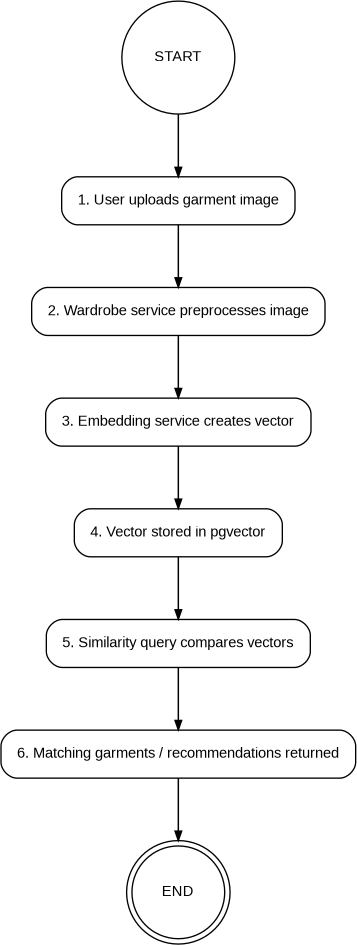 START
1. User uploads garment image
2. Wardrobe service preprocesses image
3. Embedding service creates vector
4. Vector stored in pgvector
5. Similarity query compares vectors
6. Matching garments / recommendations returned
END